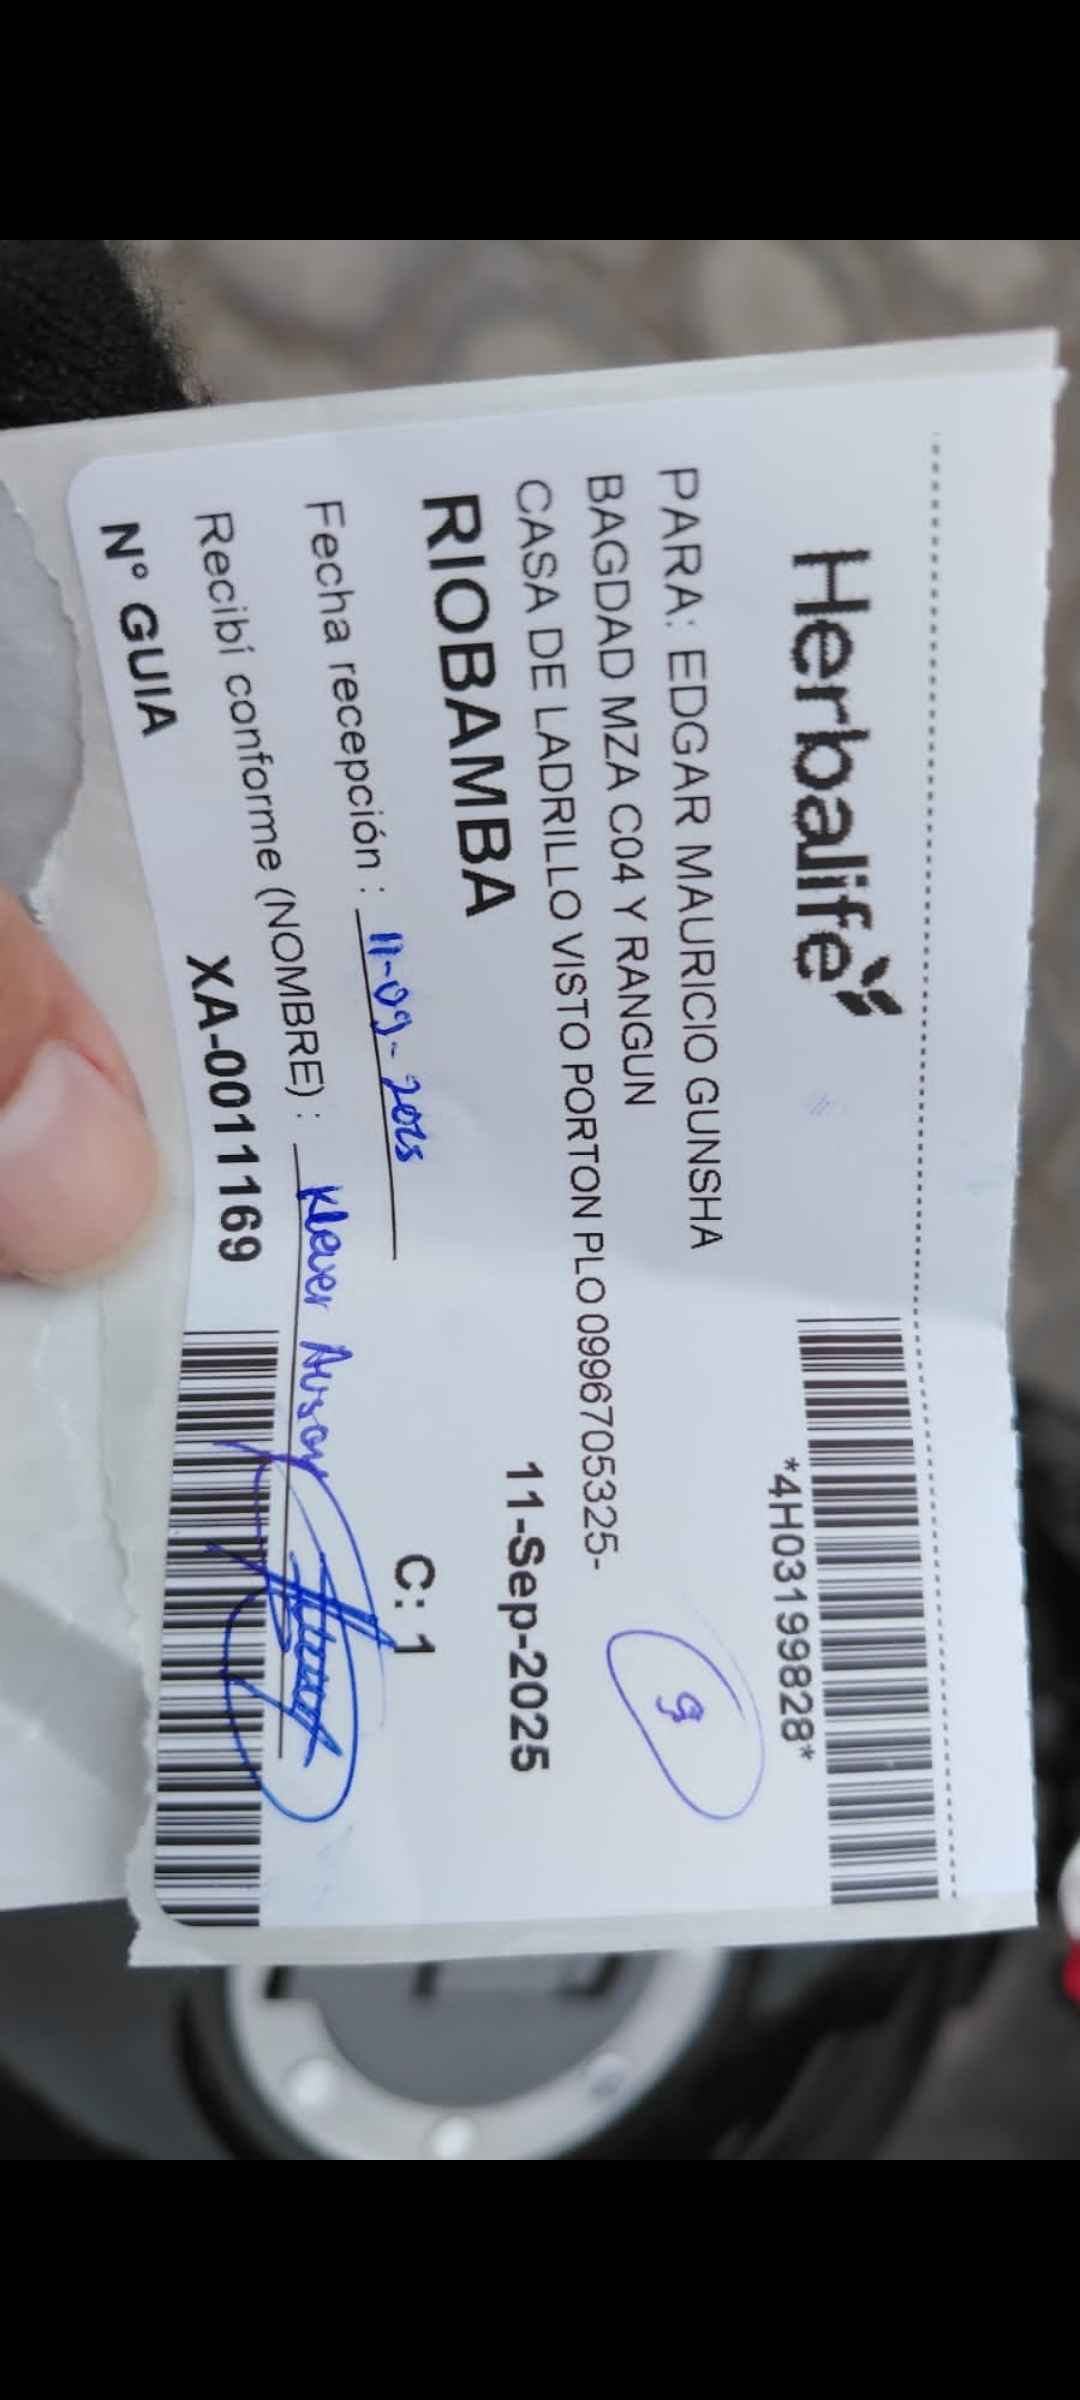 Herbalife
*4H03199828*
PARA: EDGAR MAURICIO GUNSHA
BAGDAD MZA C04 Y RANGUN
CASA DE LADRILLO VISTO PORTON PLO 0996705325-
RIOBAMBA
11-Sep-2025
Fecha recepción : 11-09-2025
C: 1
Recibí conforme (NOMBRE) : Klever
Nº GUIA
XA-0011169